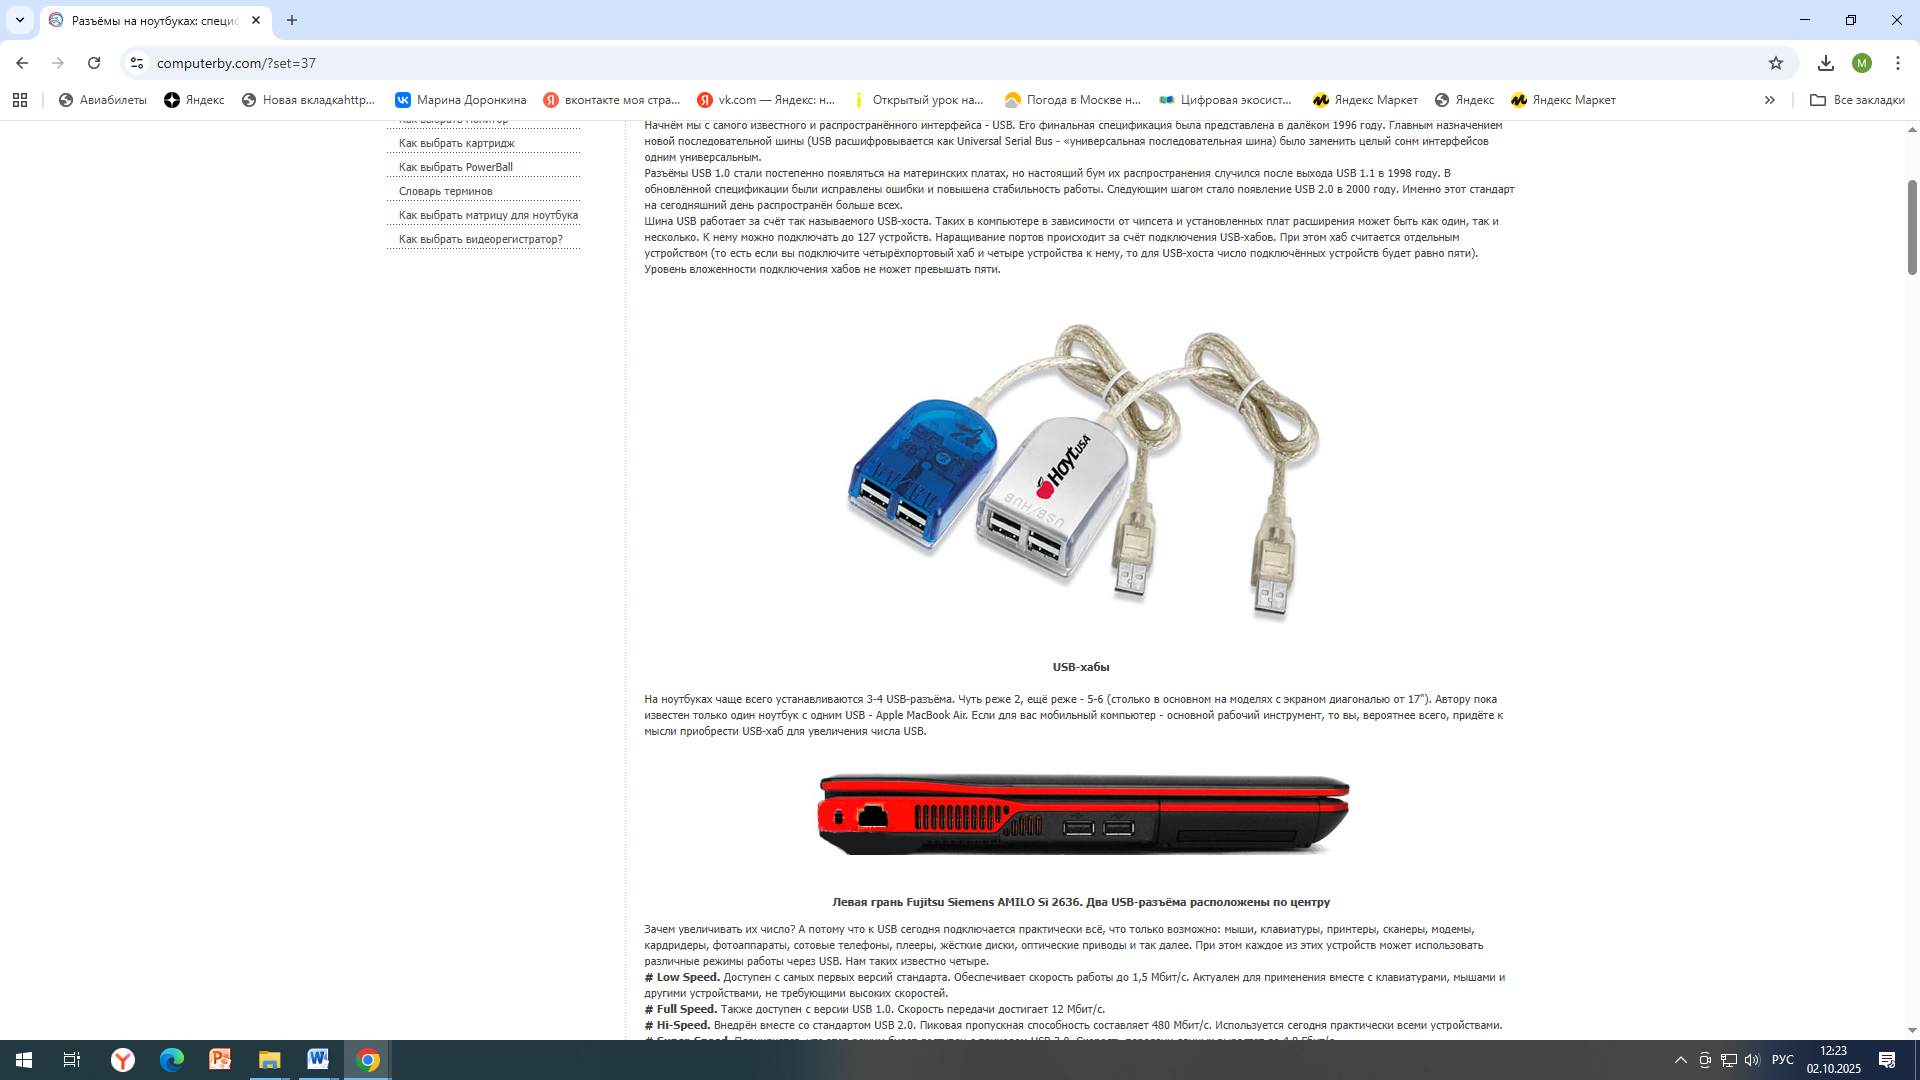 Разъёмы на ноутбуках: специф
computerby.com/?set=37
M
Авиабилеты
Яндекс
Новая вкладкаhttp...
Марина Доронкина
вконтакте моя стра...
vk.com — Яндекс: н...
Открытый урок на...
Погода в Москве н...
Цифровая экосист...
Яндекс Маркет
Яндекс
Яндекс Маркет
Все закладки
Как выбрать монитор
Как выбрать картридж
Как выбрать PowerBall
Словарь терминов
Как выбрать матрицу для ноутбука
Как выбрать видеорегистратор?
Начнём мы с самого известного и распространённого интерфейса - USB. Его финальная спецификация была представлена в далёком 1996 году. Главным назначением
новой последовательной шины (USB расшифровывается как Universal Serial Bus - «универсальная последовательная шина) было заменить целый сонм интерфейсов
одним универсальным.
Разъёмы USB 1.0 стали постепенно появляться на материнских платах, но настоящий бум их распространения случился после выхода USB 1.1 в 1998 году. В
обновлённой спецификации были исправлены ошибки и повышена стабильность работы. Следующим шагом стало появление USB 2.0 в 2000 году. Именно этот стандарт
на сегодняшний день распространён больше всех.
Шина USB работает за счёт так называемого USB-хоста. Таких в компьютере в зависимости от чипсета и установленных плат расширения может быть как один, так и
несколько. К нему можно подключать до 127 устройств. Наращивание портов происходит за счёт подключения USB-хабов. При этом хаб считается отдельным
устройством (то есть если вы подключите четырёхпортовый хаб и четыре устройства к нему, то для USB-хоста число подключённых устройств будет равно пяти).
Уровень вложенности подключения хабов не может превышать пяти.
Hoyt USA
USB/HUB
USB-хабы
На ноутбуках чаще всего устанавливаются 3-4 USB-разъёма. Чуть реже 2, ещё реже - 5-6 (столько в основном на моделях с экраном диагональю от 17"). Автору пока
известен только один ноутбук с одним USB - Apple MacBook Air. Если для вас мобильный компьютер - основной рабочий инструмент, то вы, вероятнее всего, придёте к
мысли приобрести USB-хаб для увеличения числа USB.
Левая грань Fujitsu Siemens AMILO Si 2636. Два USB-разъёма расположены по центру
Зачем увеличивать их число? А потому что к USB сегодня подключается практически всё, что только возможно: мыши, клавиатуры, принтеры, сканеры, модемы,
кардридеры, фотоаппараты, сотовые телефоны, плееры, жёсткие диски, оптические приводы и так далее. При этом каждое из этих устройств может использовать
различные режимы работы через USB. Нам таких известно четыре.
# Low Speed. Доступен с самых первых версий стандарта. Обеспечивает скорость работы до 1,5 Мбит/с. Актуален для применения вместе с клавиатурами, мышами и
другими устройствами, не требующими высоких скоростей.
# Full Speed. Также доступен с версии USB 1.0. Скорость передачи достигает 12 Мбит/с.
# Hi-Speed. Внедрён вместе со стандартом USB 2.0. Пиковая пропускная способность составляет 480 Мбит/с. Используется сегодня практически всеми устройствами.
РУС
12:23
02.10.2025